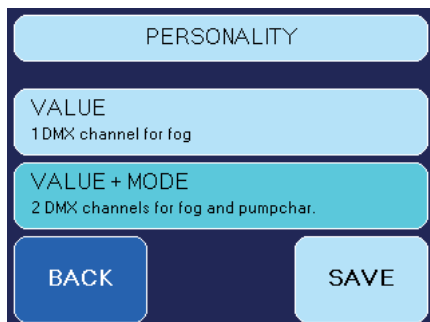 PERSONALITY
VALUE
1 DMX channel for fog
VALUE + MODE
2 DMX channels for fog and pumpchar.
BACK
SAVE